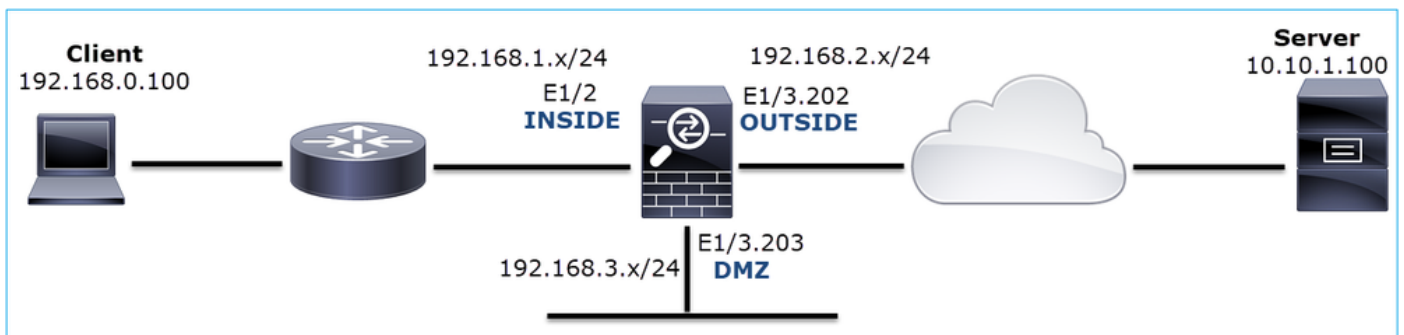 Client
192.168.0.100
192.168.1.x/24
E1/2
INSIDE
192.168.2.x/24
E1/3.202
OUTSIDE
Server
10.10.1.100
E1/3.203
192.168.3.x/24
DMZ